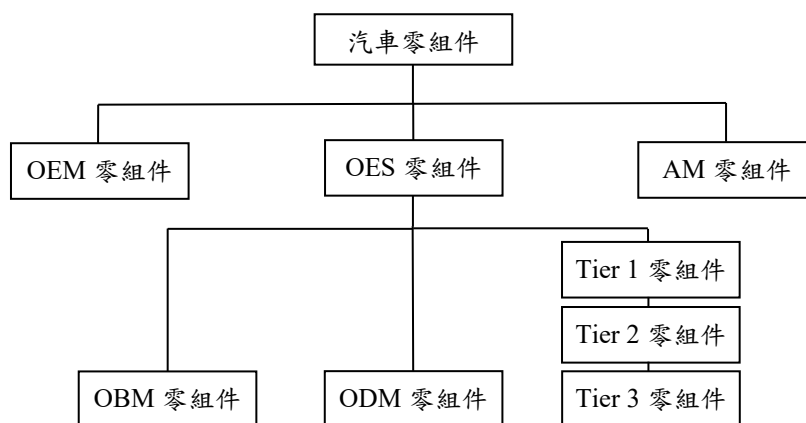 汽車零組件
OEM 零組件
OES 零組件
AM 零組件
Tier 1 零組件
Tier 2 零組件
OBM 零組件
ODM 零組件
Tier 3 零組件